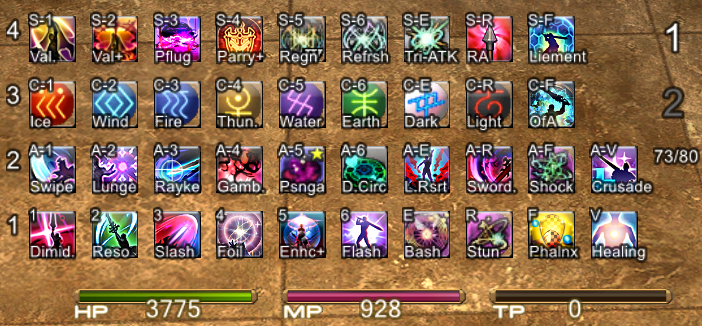 4 S-1 S-2 S-3 S-4 S-5 S-6 S-E S-R S-F 1
Val. Val+ Pflug Parry+ Regn7 Refrsh Tri-ATK RA Liement
3 C-1 C-2 C-3 C-4 C-5 C-6 C-E C-R C-F 2
Ice Wind Fire Thun. Water Earth Dark Light OfA
2 A-1 A-2 A-3 A-4 A-5 A-6 A-E A-R A-F A-V 73/80
Swipe Lunge Rayke Gamb. Psnga D.Circ L.Rsrt Sword. Shock Crusade
1 1 2 3 4 5 6 E R F V
Dimid. Reso. Slash Foil Enhc+ Flash Bash Stun Phalnx Healing
HP 3775 MP 928 TP 0